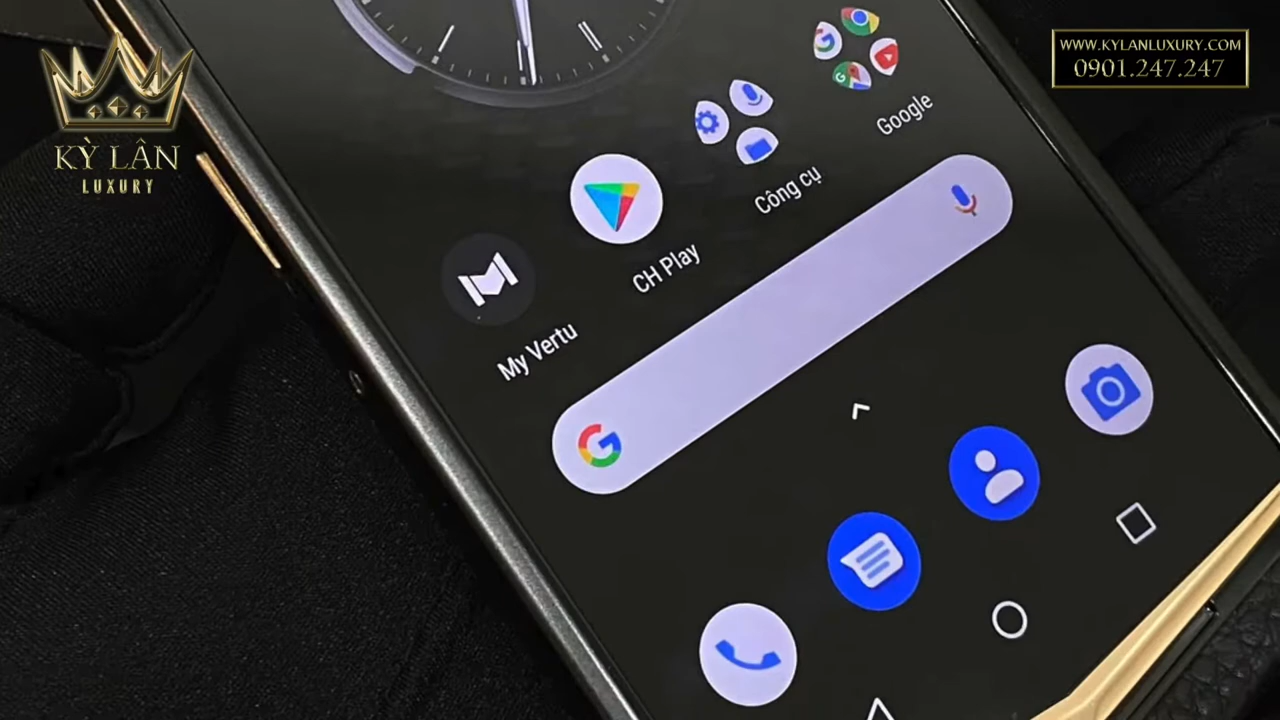 KỲ LÂN
LUXURY
WWW.KYLANLUXURY.COM
0901.247.247
Google
Công cụ
CH Play
My Vertu